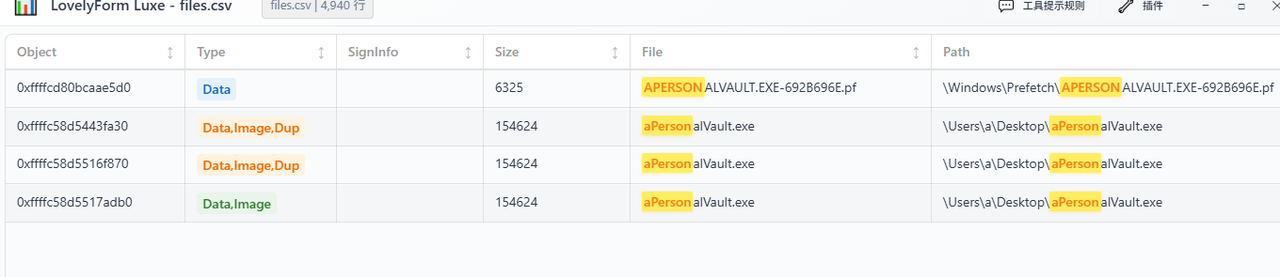 LovelyForm Luxe - files.csv files.csv | 4,940 行 工具提示规则 插件
Object Type SignInfo Size File Path
0xffffcd80bcaae5d0 Data 6325 APERSONALVAULT.EXE-692B696E.pf \Windows\Prefetch\APERSONALVAULT.EXE-692B696E.pf
0xffffc58d5443fa30 Data,Image,Dup 154624 aPersonalVault.exe \Users\a\Desktop\aPersonalVault.exe
0xffffc58d5516f870 Data,Image,Dup 154624 aPersonalVault.exe \Users\a\Desktop\aPersonalVault.exe
0xffffc58d5517adb0 Data,Image 154624 aPersonalVault.exe \Users\a\Desktop\aPersonalVault.exe